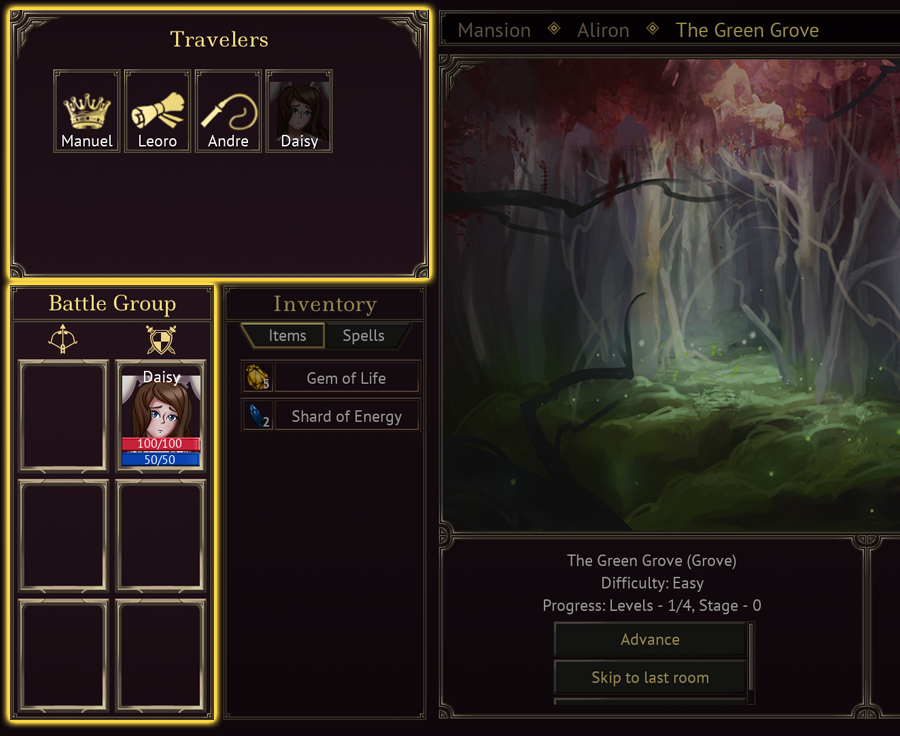 Travelers
Manuel
Leoro
Andre
Daisy
Battle Group
Daisy
100/100
50/50
Inventory
Items
Spells
5
Gem of Life
2
Shard of Energy
Mansion Aliron The Green Grove
The Green Grove (Grove)
Difficulty: Easy
Progress: Levels - 1/4, Stage - 0
Advance
Skip to last room